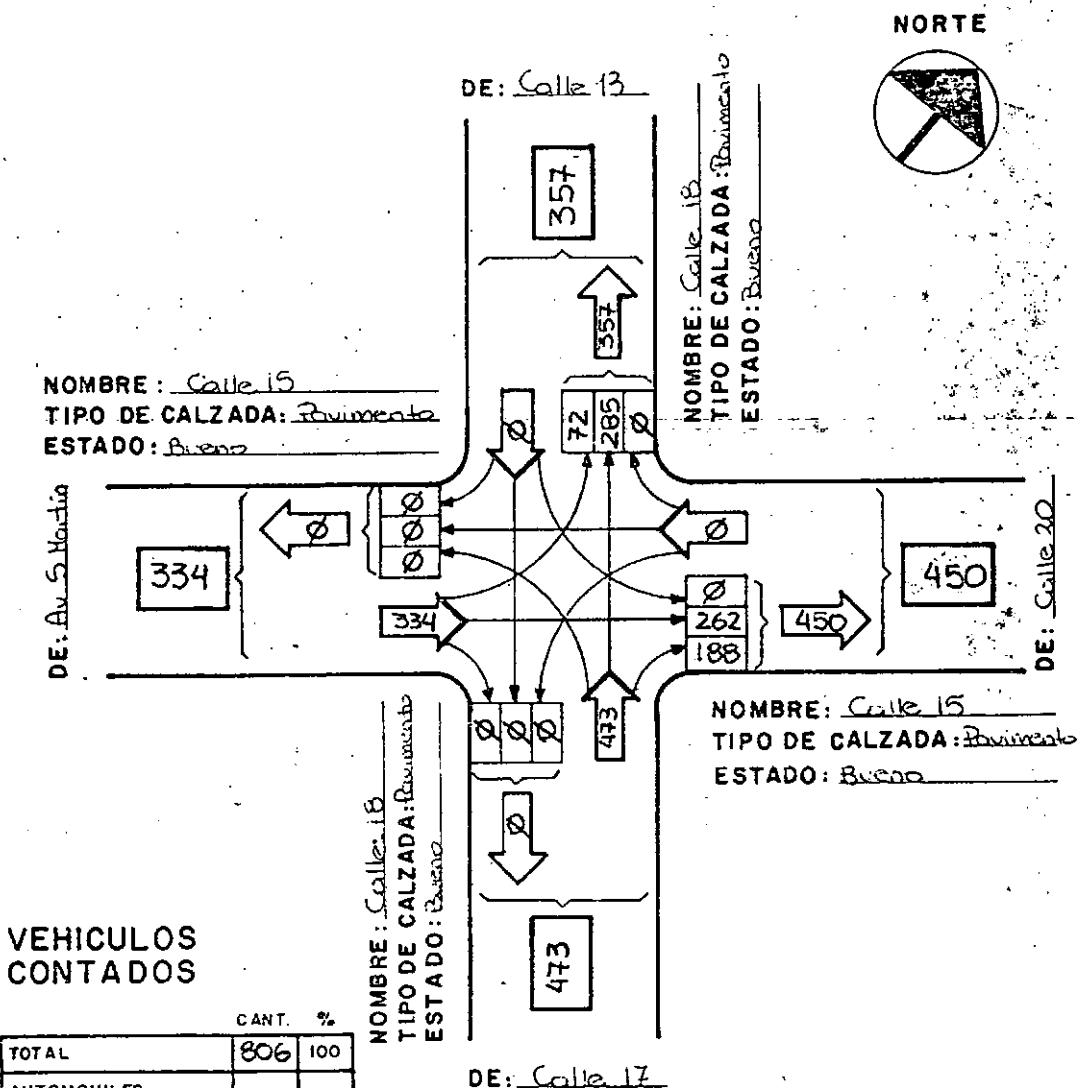 NORTE
DE: Calle 13
357
NOMBRE: Calle 18
TIPO DE CALZADA: Pavimento
ESTADO: Bueno
357
72 285 Ø
Ø
NOMBRE: Calle 15
TIPO DE CALZADA: Pavimento
ESTADO: Bueno
DE: Av S. Martin
334
Ø
Ø
Ø
Ø
334
Ø
Ø
262
188
450
450
DE: Calle 20
Ø Ø Ø
473
NOMBRE: Calle 15
TIPO DE CALZADA: Pavimento
ESTADO: Bueno
NOMBRE: Calle 18
TIPO DE CALZADA: Pavimento
ESTADO: Bueno
Ø
473
DE: Calle 17
VEHICULOS
CONTADOS
CANT. %
TOTAL 806 100